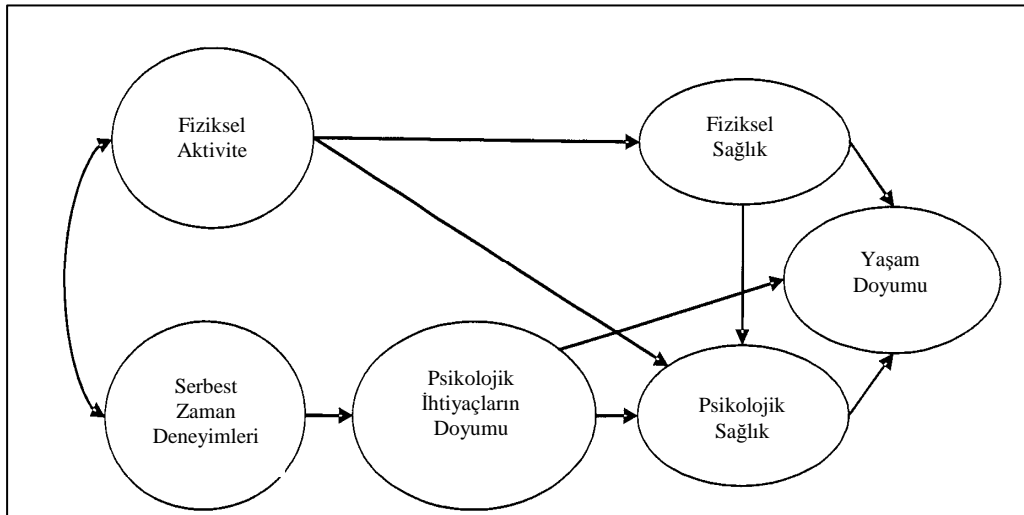 Fiziksel
Aktivite
Fiziksel
Sağlık
Yaşam
Doyumu
Serbest
Zaman
Deneyimleri
Psikolojik
İhtiyaçların
Doyumu
Psikolojik
Sağlık